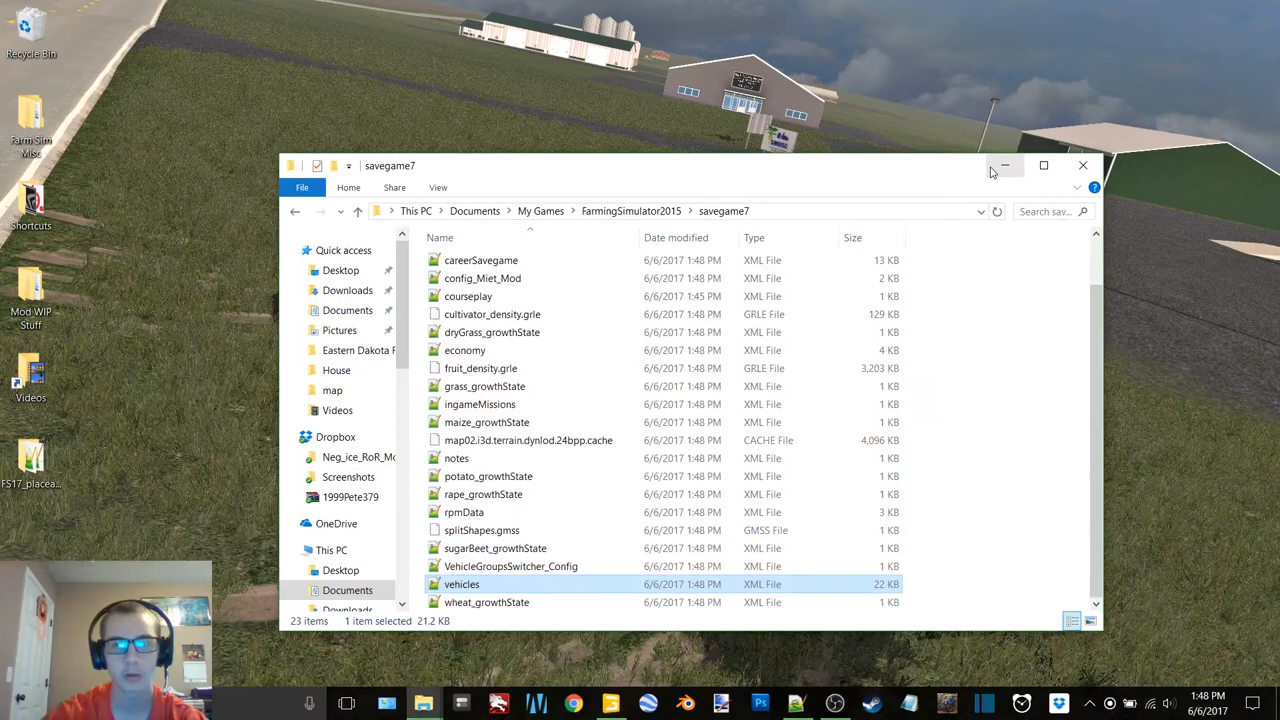 Recycle Bin
Farm Sim
Misc
Shortcuts
Mod WIP
Stuff
Videos
FS17_placea...
savegame7
File Home Share View
This PC Documents My Games FarmingSimulator2015 savegame7
Search sav...
Name Date modified Type Size
Quick access
Desktop
Downloads
Documents
Pictures
Eastern Dakota
House
map
Videos
Dropbox
Neg_ice_RoR_Mo
Screenshots
1999Pete379
OneDrive
This PC
Desktop
Documents
Downloads
careerSavegame 6/6/2017 1:48 PM XML File 13 KB
config_Miet_Mod 6/6/2017 1:48 PM XML File 2 KB
courseplay 6/6/2017 1:45 PM XML File 1 KB
cultivator_density.grle 6/6/2017 1:48 PM GRLE File 129 KB
dryGrass_growthState 6/6/2017 1:48 PM XML File 1 KB
economy 6/6/2017 1:48 PM XML File 4 KB
fruit_density.grle 6/6/2017 1:48 PM GRLE File 3,203 KB
grass_growthState 6/6/2017 1:48 PM XML File 1 KB
ingameMissions 6/6/2017 1:48 PM XML File 1 KB
maize_growthState 6/6/2017 1:48 PM XML File 1 KB
map02.i3d.terrain.dynlod.24bpp.cache 6/6/2017 1:48 PM CACHE File 4,096 KB
notes 6/6/2017 1:48 PM XML File 1 KB
potato_growthState 6/6/2017 1:48 PM XML File 1 KB
rape_growthState 6/6/2017 1:48 PM XML File 1 KB
rpmData 6/6/2017 1:48 PM XML File 3 KB
splitShapes.gmss 6/6/2017 1:48 PM GMSS File 1 KB
sugarBeet_growthState 6/6/2017 1:48 PM XML File 1 KB
VehicleGroupsSwitcher_Config 6/6/2017 1:48 PM XML File 1 KB
vehicles 6/6/2017 1:48 PM XML File 22 KB
wheat_growthState 6/6/2017 1:48 PM XML File 1 KB
23 items 1 item selected 21.2 KB
1:48 PM
6/6/2017